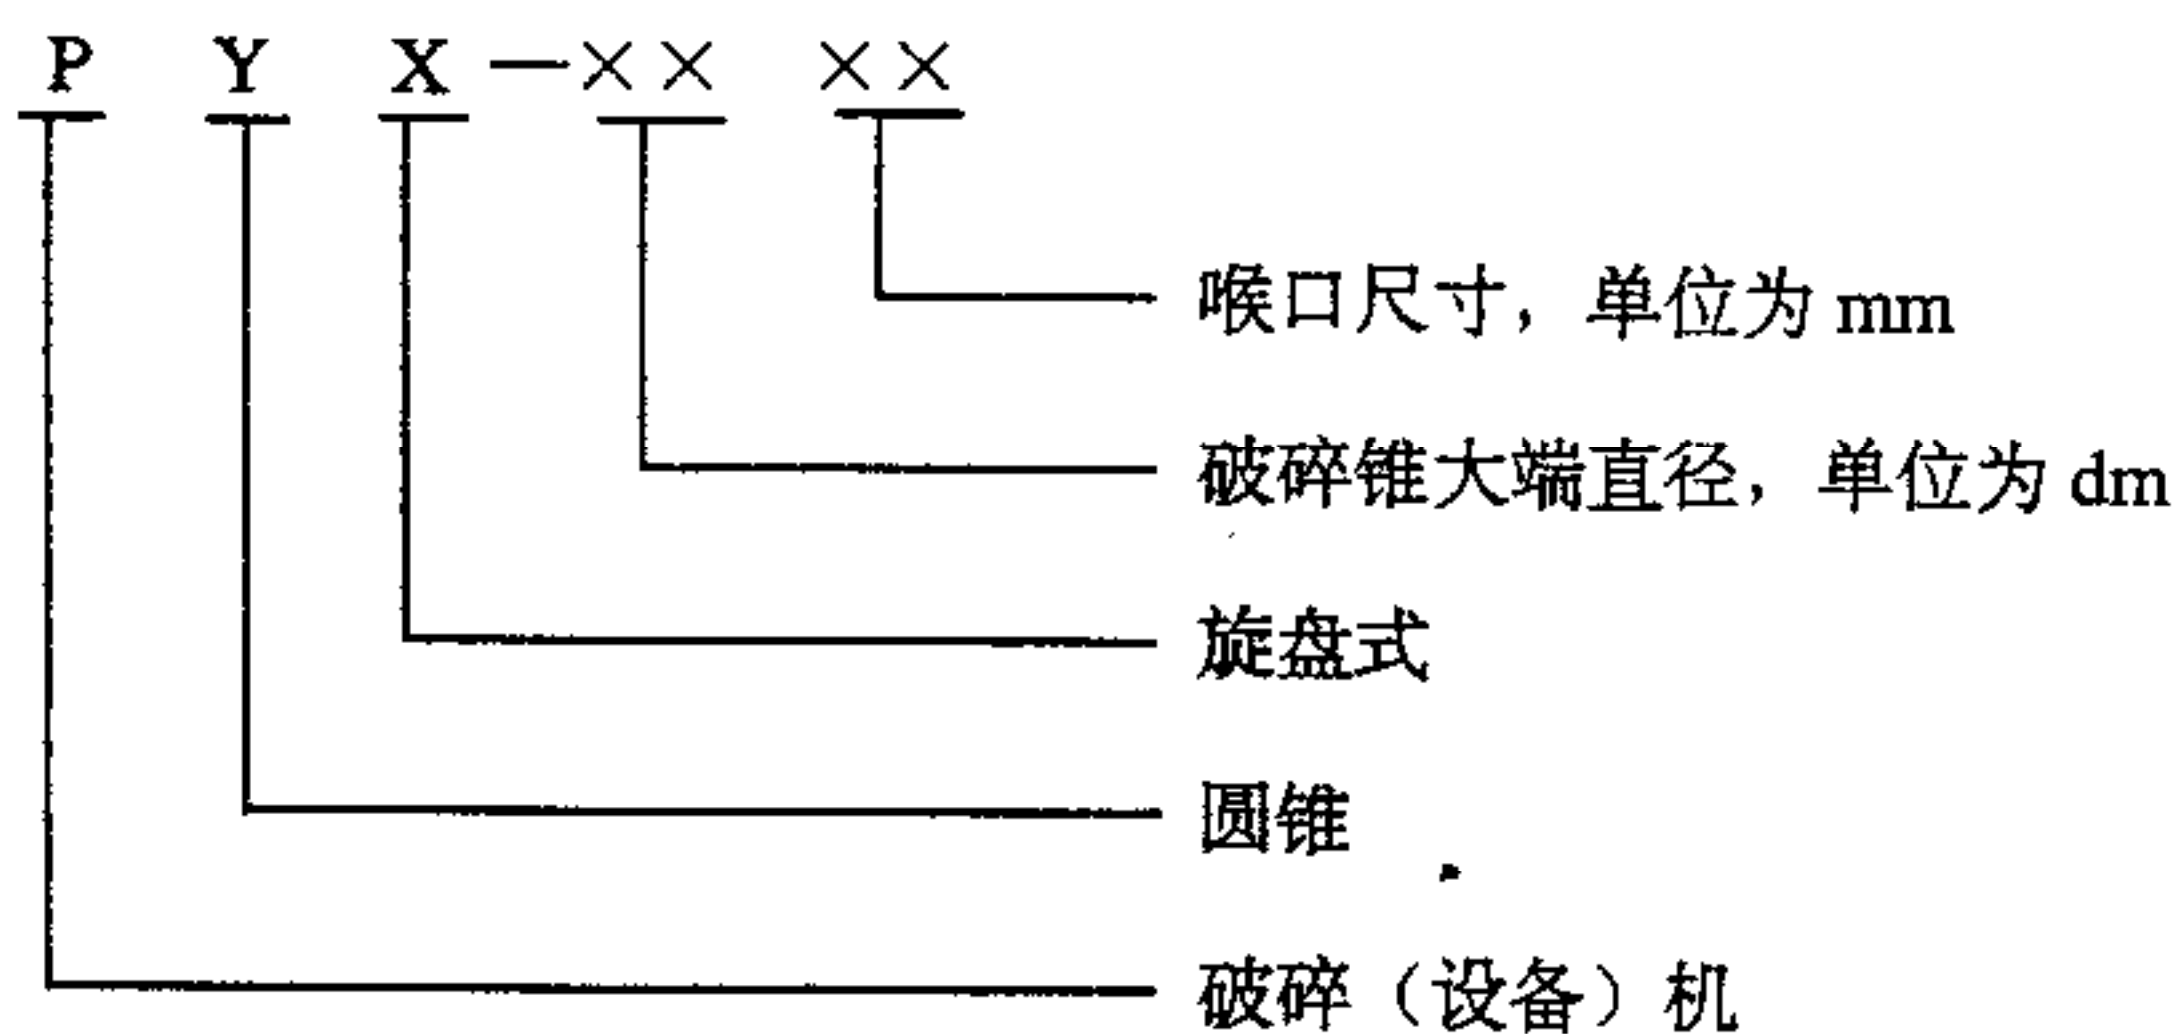 P Y X —×× ××
喉口尺寸，单位为 mm
破碎锥大端直径，单位为 dm
旋盘式
圆锥
破碎（设备）机